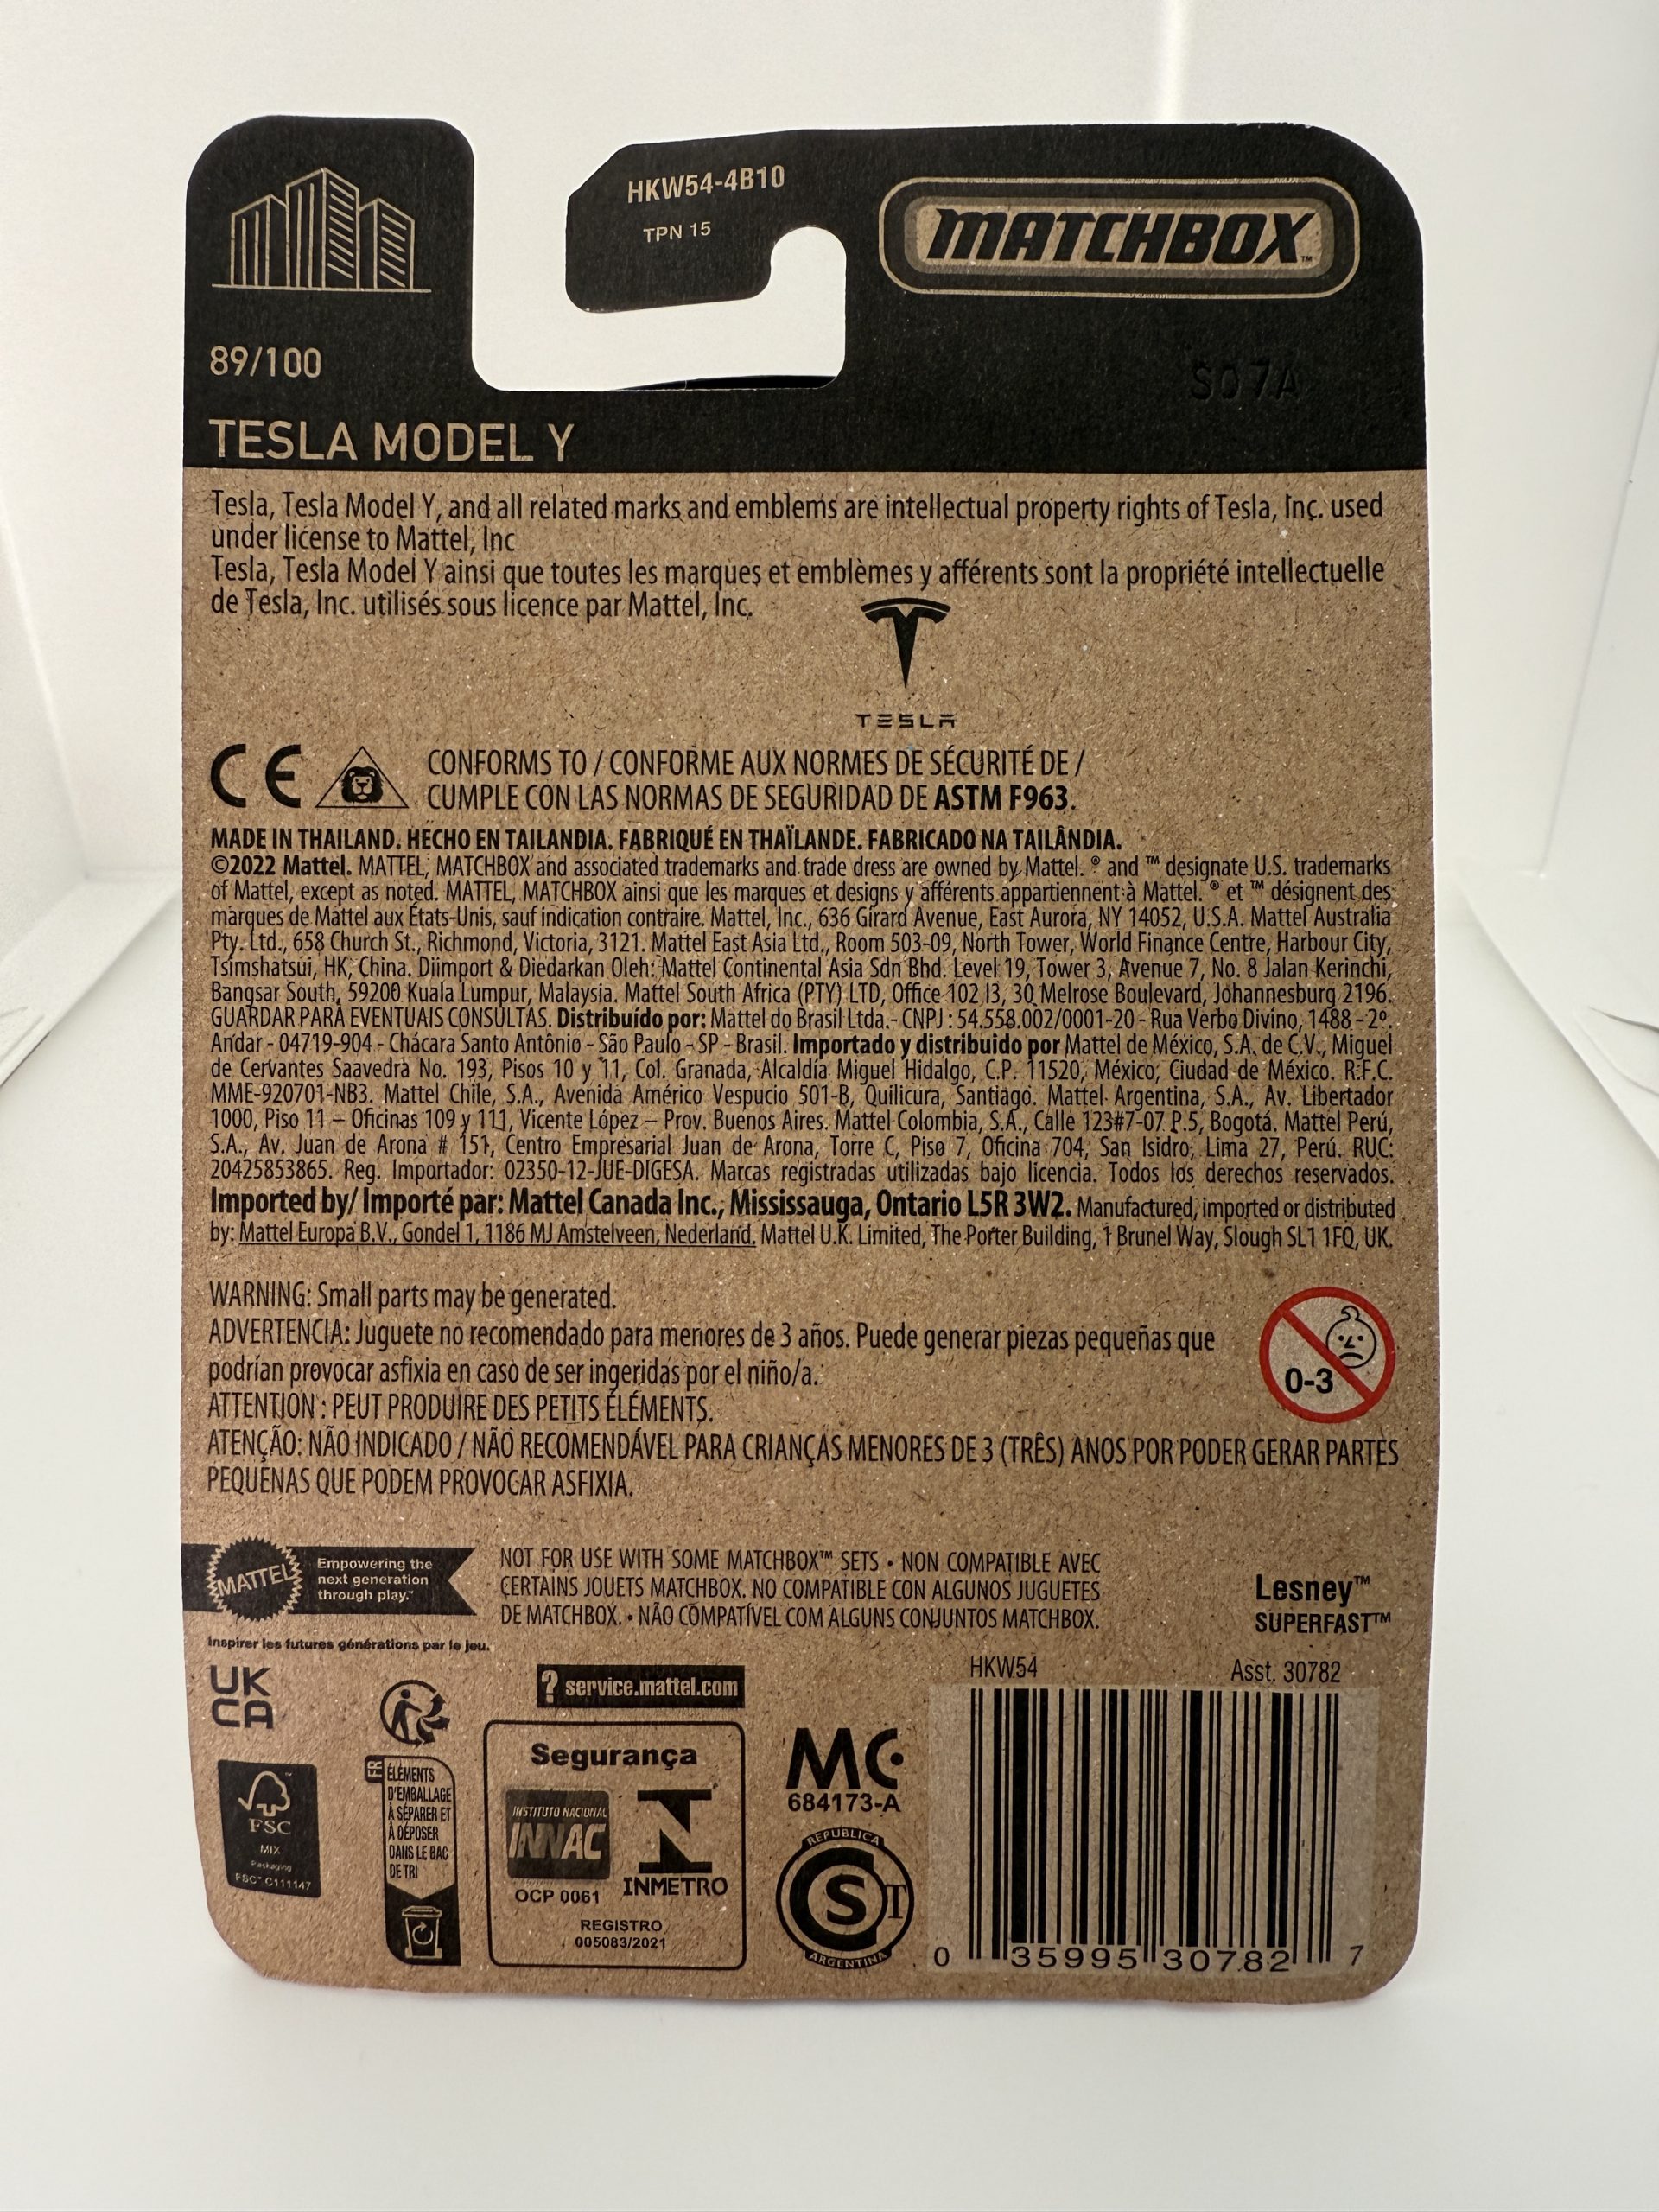 HKW54-4B10
TPN 15
MATCHBOX™
89/100
S07A
TESLA MODEL Y
Tesla, Tesla Model Y, and all related marks and emblems are intellectual property rights of Tesla, Inc. used
under license to Mattel, Inc
Tesla, Tesla Model Y ainsi que toutes les marques et emblèmes y afférents sont la propriété intellectuelle
de Tesla, Inc. utilisés sous licence par Mattel, Inc.
TESLA
CE
CONFORMS TO / CONFORME AUX NORMES DE SÉCURITÉ DE /
CUMPLE CON LAS NORMAS DE SEGURIDAD DE ASTM F963.
MADE IN THAILAND. HECHO EN TAILANDIA. FABRIQUÉ EN THAÏLANDE. FABRICADO NA TAILÂNDIA.
©2022 Mattel. MATTEL, MATCHBOX and associated trademarks and trade dress are owned by Mattel. ® and ™ designate U.S. trademarks
of Mattel, except as noted. MATTEL, MATCHBOX ainsi que les marques et designs y afférents appartiennent à Mattel. ® et ™ désignent des
marques de Mattel aux États-Unis, sauf indication contraire. Mattel, Inc., 636 Girard Avenue, East Aurora, NY 14052, U.S.A. Mattel Australia
Pty. Ltd., 658 Church St., Richmond, Victoria, 3121. Mattel East Asia Ltd., Room 503-09, North Tower, World Finance Centre, Harbour City,
Tsimshatsui, HK, China. Diimport & Diedarkan Oleh: Mattel Continental Asia Sdn Bhd. Level 19, Tower 3, Avenue 7, No. 8 Jalan Kerinchi,
Bangsar South, 59200 Kuala Lumpur, Malaysia. Mattel South Africa (PTY) LTD, Office 102 I3, 30 Melrose Boulevard, Johannesburg 2196.
GUARDAR PARA EVENTUAIS CONSULTAS. Distribuído por: Mattel do Brasil Ltda.- CNPJ : 54.558.002/0001-20 - Rua Verbo Divino, 1488 - 2º.
Andar - 04719-904 - Chácara Santo Antônio - São Paulo - SP - Brasil. Importado y distribuido por Mattel de México, S.A. de C.V., Miguel
de Cervantes Saavedra No. 193, Pisos 10 y 11, Col. Granada, Alcaldía Miguel Hidalgo, C.P. 11520, México, Ciudad de México. R.F.C.
MME-920701-NB3. Mattel Chile, S.A., Avenida Américo Vespucio 501-B, Quilicura, Santiago. Mattel Argentina, S.A., Av. Libertador
1000, Piso 11 – Oficinas 109 y 111, Vicente López – Prov. Buenos Aires. Mattel Colombia, S.A., Calle 123#7-07 P.5, Bogotá. Mattel Perú,
S.A., Av. Juan de Arona # 151, Centro Empresarial Juan de Arona, Torre C, Piso 7, Oficina 704, San Isidro, Lima 27, Perú. RUC:
20425853865. Reg. Importador: 02350-12-JUE-DIGESA. Marcas registradas utilizadas bajo licencia. Todos los derechos reservados.
Imported by/ Importé par: Mattel Canada Inc., Mississauga, Ontario L5R 3W2. Manufactured, imported or distributed
by: Mattel Europa B.V., Gondel 1, 1186 MJ Amstelveen, Nederland. Mattel U.K. Limited, The Porter Building, 1 Brunel Way, Slough SL1 1FQ, UK.
WARNING: Small parts may be generated.
ADVERTENCIA: Juguete no recomendado para menores de 3 años. Puede generar piezas pequeñas que
podrían provocar asfixia en caso de ser ingeridas por el niño/a.
ATTENTION : PEUT PRODUIRE DES PETITS ÉLÉMENTS.
ATENÇÃO: NÃO INDICADO / NÃO RECOMENDÁVEL PARA CRIANÇAS MENORES DE 3 (TRÊS) ANOS POR PODER GERAR PARTES
PEQUENAS QUE PODEM PROVOCAR ASFIXIA.
0-3
MATTEL
Empowering the
next generation
through play.™
Inspirer les futures générations par le jeu.
NOT FOR USE WITH SOME MATCHBOX™ SETS • NON COMPATIBLE AVEC
CERTAINS JOUETS MATCHBOX. NO COMPATIBLE CON ALGUNOS JUGUETES
DE MATCHBOX. • NÃO COMPATÍVEL COM ALGUNS CONJUNTOS MATCHBOX.
Lesney™
SUPERFAST™
UK
CA
? service.mattel.com
HKW54
Asst. 30782
FSC
MIX
Packaging
FSC™ C111147
FR
ÉLÉMENTS
D'EMBALLAGE
À SÉPARER ET
À DÉPOSER
DANS LE BAC
DE TRI
Segurança
INSTITUTO NACIONAL
INNAC
OCP 0061
INMETRO
REGISTRO
005083/2021
MC
684173-A
REPUBLICA
S T
ARGENTINA
0 35995 30782 7